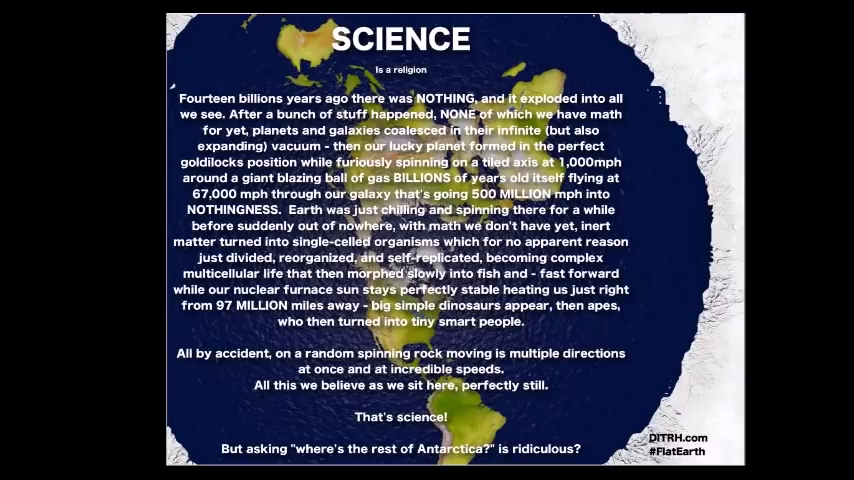 SCIENCE
Is a religion
Fourteen billions years ago there was NOTHING, and it exploded into all
we see. After a bunch of stuff happened, NONE of which we have math
for yet, planets and galaxies coalesced in their infinite (but also
expanding) vacuum - then our lucky planet formed in the perfect
goldilocks position while furiously spinning on a tiled axis at 1,000mph
around a giant blazing ball of gas BILLIONS of years old itself flying at
67,000 mph through our galaxy that's going 500 MILLION mph into
NOTHINGNESS. Earth was just chilling and spinning there for a while
before suddenly out of nowhere, with math we don't have yet, inert
matter turned into single-celled organisms which for no apparent reason
just divided, reorganized, and self-replicated, becoming complex
multicellular life that then morphed slowly into fish and - fast forward
while our nuclear furnace sun stays perfectly stable heating us just right
from 97 MILLION miles away - big simple dinosaurs appear, then apes,
who then turned into tiny smart people.
All by accident, on a random spinning rock moving is multiple directions
at once and at incredible speeds.
All this we believe as we sit here, perfectly still.
That's science!
But asking "where's the rest of Antarctica?" is ridiculous?
DITRH.com
#FlatEarth